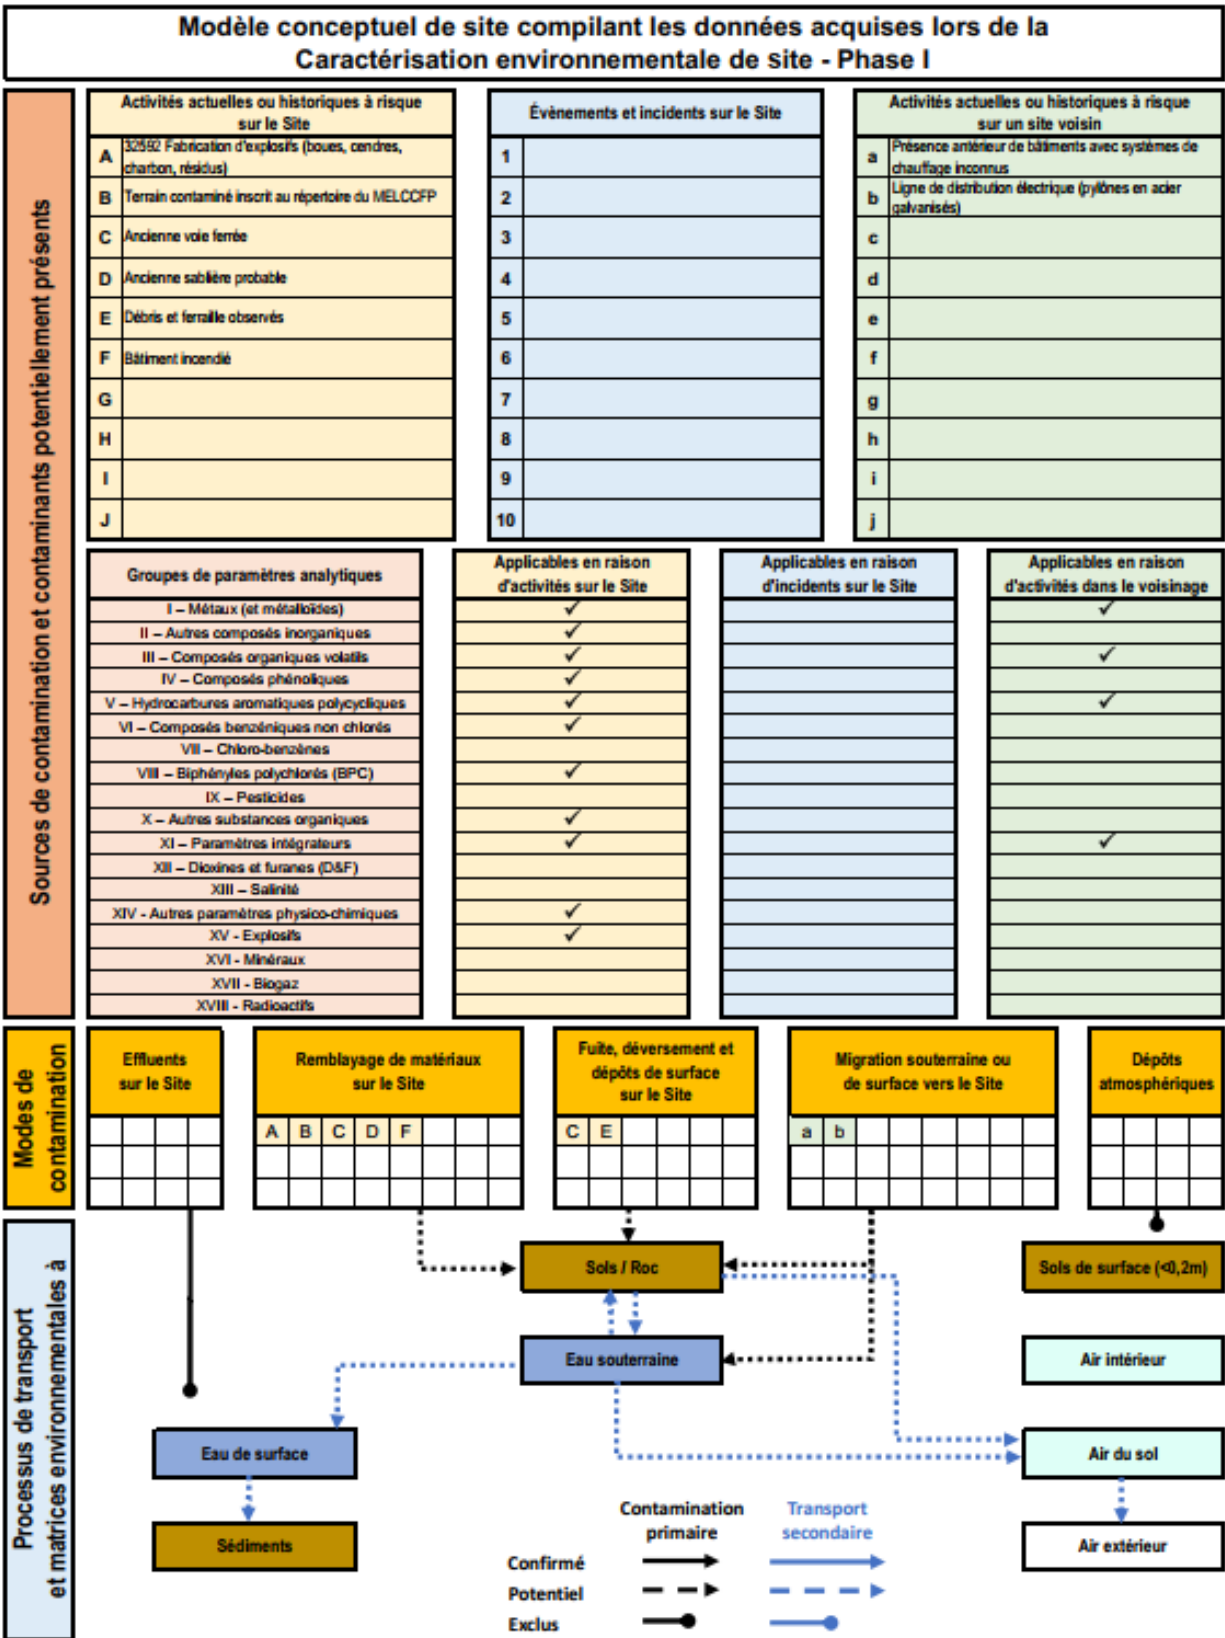 Modèle conceptuel de site compilant les données acquises lors de la
Caractérisation environnementale de site - Phase I
Sources de contamination et contaminants potentiellement présents
Activités actuelles ou historiques à risque
sur le Site
A 32592 Fabrication d'explosifs (boues, cendres,
charbon, résidus)
B Terrain contaminé inscrit au répertoire du MELCCFP
C Ancienne voie ferrée
D Ancienne sablière probable
E Débris et ferraille observés
F Bâtiment incendié
G
H
I
J
Évènements et incidents sur le Site
1
2
3
4
5
6
7
8
9
10
Activités actuelles ou historiques à risque
sur un site voisin
a Présence antérieur de bâtiments avec systèmes de
chauffage inconnus
b Ligne de distribution électrique (pylônes en acier
galvanisés)
c
d
e
f
g
h
i
j
Groupes de paramètres analytiques
Applicables en raison
d'activités sur le Site
Applicables en raison
d'incidents sur le Site
Applicables en raison
d'activités dans le voisinage
I – Métaux (et métalloïdes) ✓ ✓
II – Autres composés inorganiques ✓
III – Composés organiques volatils ✓ ✓
IV – Composés phénoliques ✓
V – Hydrocarbures aromatiques polycycliques ✓ ✓
VI – Composés benzéniques non chlorés ✓
VIII – Chloro-benzènes
VIII – Biphényles polychlorés (BPC) ✓
IX – Pesticides
X – Autres substances organiques ✓
XI – Paramètres intégrateurs ✓ ✓
XII – Dioxines et furanes (D&F)
XIII – Salinité
XIV - Autres paramètres physico-chimiques ✓
XV - Explosifs ✓
XVI - Minéraux
XVII - Biogaz
XVIII - Radioactifs
Modes de
contamination
Effluents
sur le Site
Remblayage de matériaux
sur le Site
A B C D F
Fuite, déversement et
dépôts de surface
sur le Site
C E
Migration souterraine ou
de surface vers le Site
a b
Dépôts
atmosphériques
Processus de transport
et matrices environnementales à
Sols / Roc
Sols de surface (<0,2m)
Eau souterraine
Air intérieur
Eau de surface
Air du sol
Sédiments
Air extérieur
Contamination
primaire
Transport
secondaire
Confirmé
Potentiel
Exclus